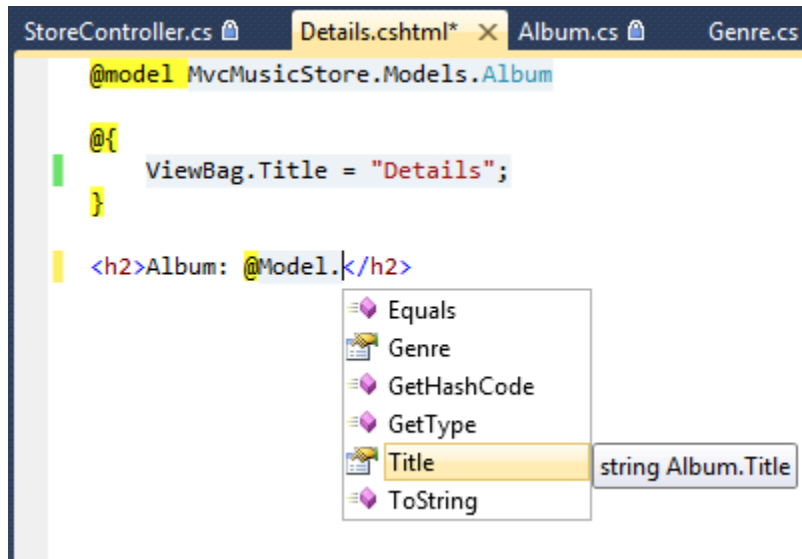 StoreController.cs Details.cshtml* Album.cs Genre.cs
@model MvcMusicStore.Models.Album
@{
ViewBag.Title = "Details";
}
<h2>Album: @Model.</h2>
Equals
Genre
GetHashCode
GetType
Title string Album.Title
ToString